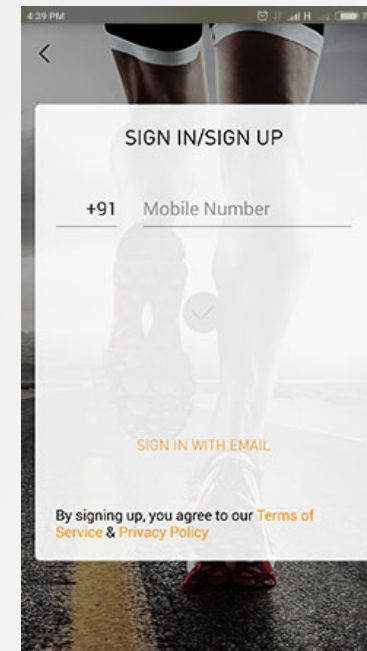 4:39 PM
H
SIGN IN/SIGN UP
+91 Mobile Number
SIGN IN WITH EMAIL
By signing up, you agree to our Terms of
Service & Privacy Policy